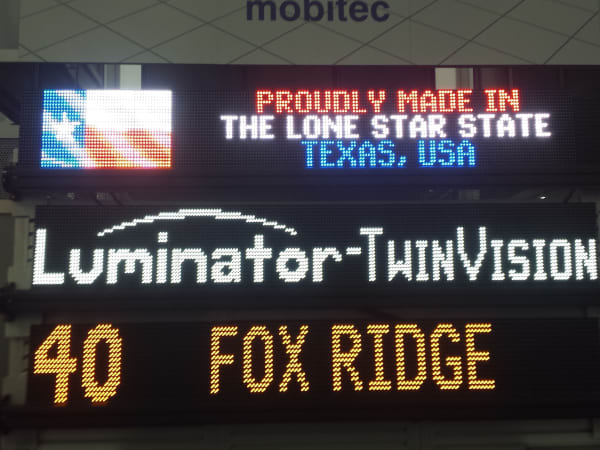 mobitec
PROUDLY MADE IN
THE LONE STAR STATE
TEXAS, USA
Luminator-TwinVision
40 FOX RIDGE